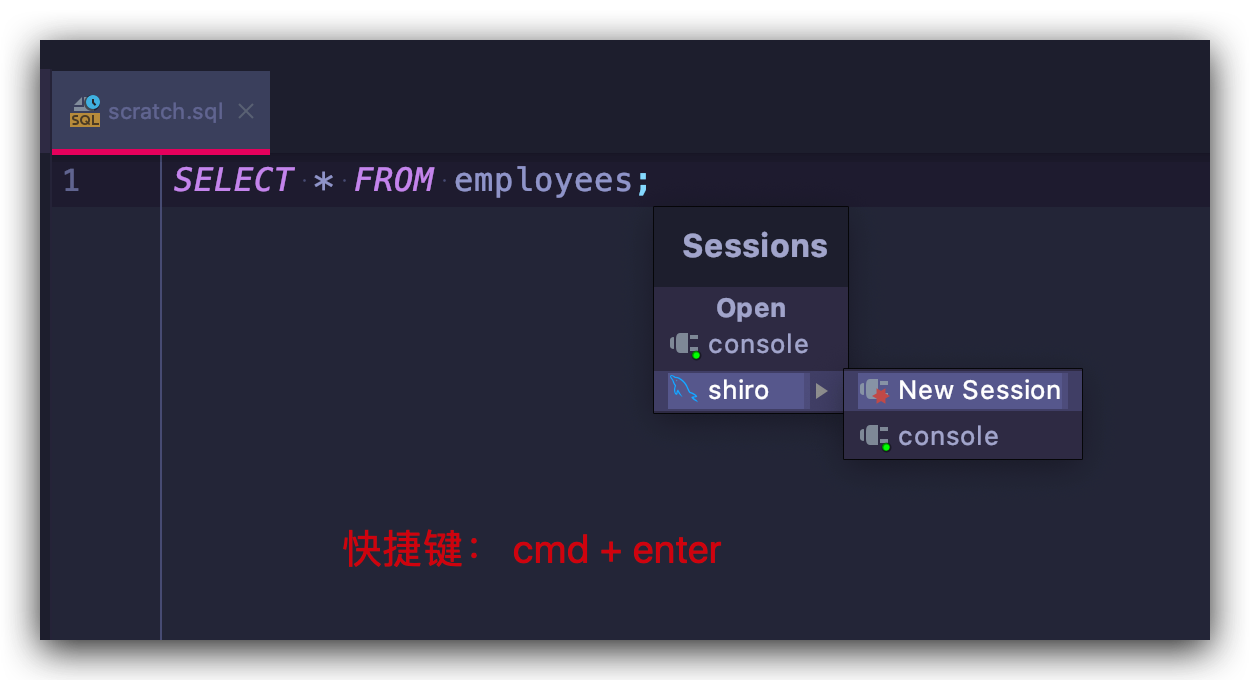 SQL scratch.sql
1 SELECT * FROM employees;
Sessions
Open
console
shiro
New Session
console
快捷键： cmd + enter